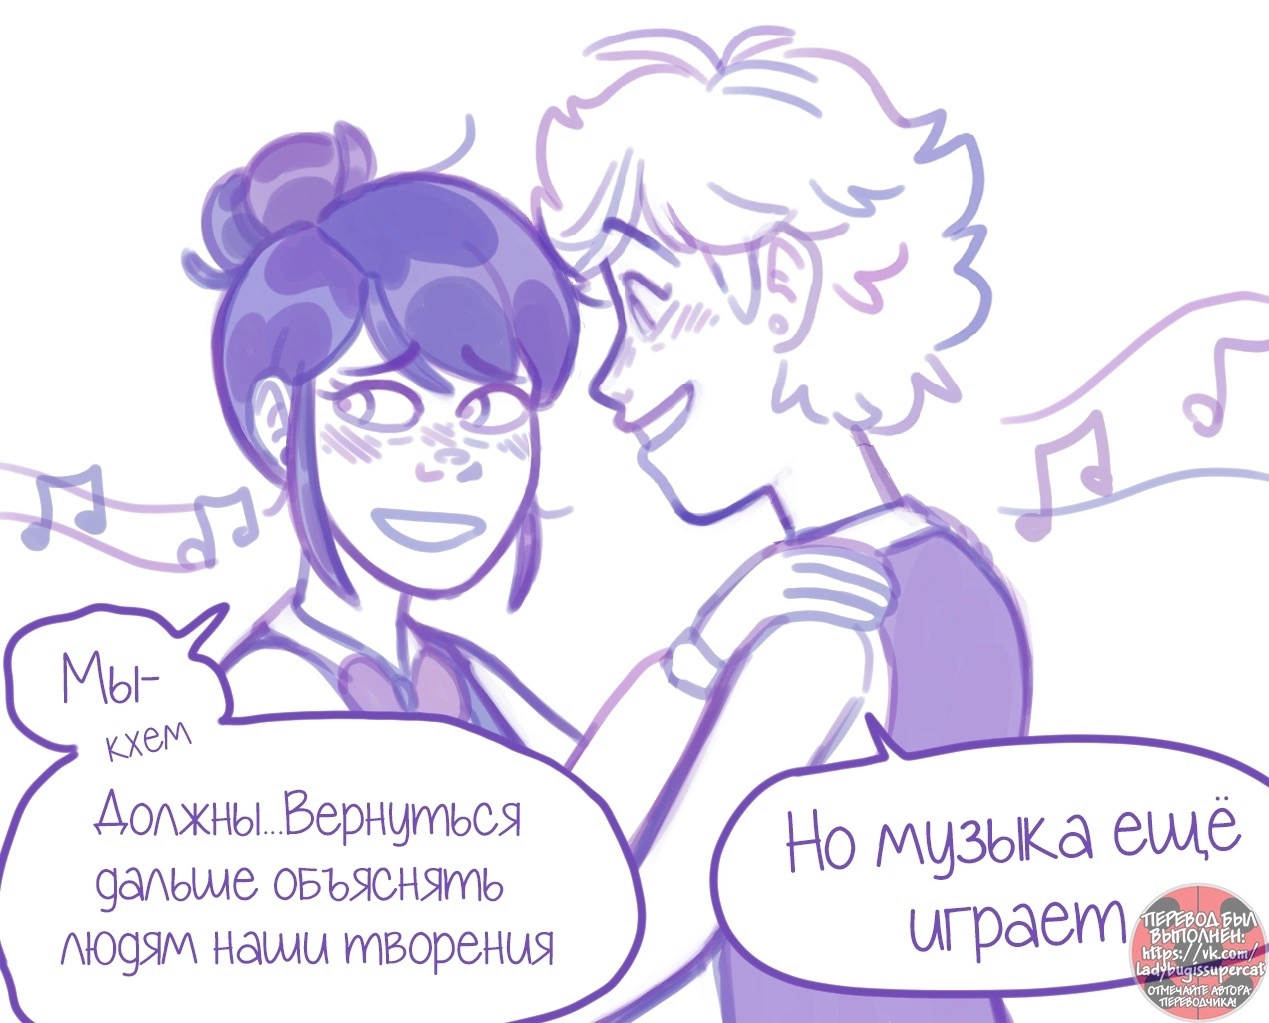 Мы-
кхем
Должны...Вернуться
дальше объяснять
людям наши творения
Но музыка ещё
играет
ПЕРЕВОД БЫЛ
ВЫПОЛНЕН:
https://vk.com/
ladybugissupercat
ОТМЕЧАЙТЕ АВТОРА
ПЕРЕВОДЧИКА!